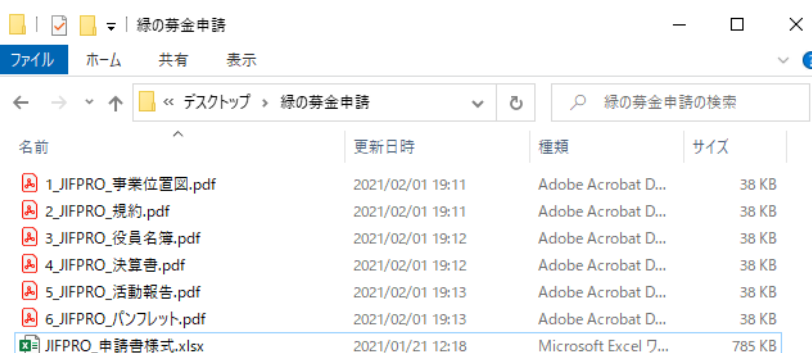 緑の募金申請
ファイル ホーム 共有 表示
« デスクトップ › 緑の募金申請 緑の募金申請の検索
名前 更新日時 種類 サイズ
1_JIFPRO_事業位置図.pdf 2021/02/01 19:11 Adobe Acrobat D... 38 KB
2_JIFPRO_規約.pdf 2021/02/01 19:11 Adobe Acrobat D... 38 KB
3_JIFPRO_役員名簿.pdf 2021/02/01 19:12 Adobe Acrobat D... 38 KB
4_JIFPRO_決算書.pdf 2021/02/01 19:12 Adobe Acrobat D... 38 KB
5_JIFPRO_活動報告.pdf 2021/02/01 19:13 Adobe Acrobat D... 38 KB
6_JIFPRO_パンフレット.pdf 2021/02/01 19:13 Adobe Acrobat D... 38 KB
JIFPRO_申請書様式.xlsx 2021/01/21 12:18 Microsoft Excel ワ... 785 KB